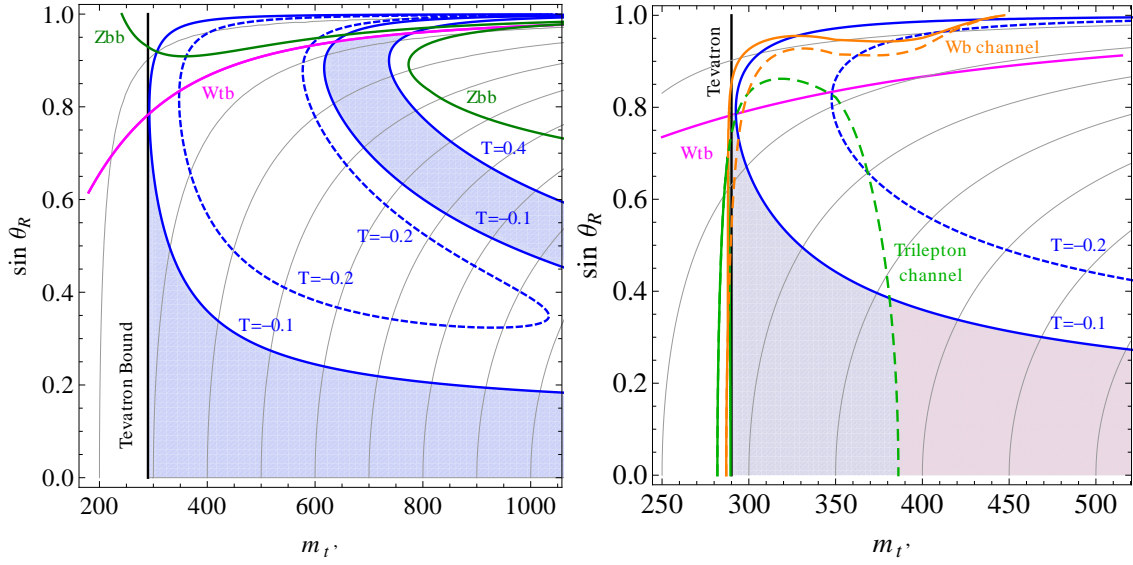 Zbb
Wtb
Zbb
T=0.4
T=−0.1
T=−0.2
T=−0.2
T=−0.1
Tevatron Bound
sin θR
1.0
0.8
0.6
0.4
0.2
0.0
200
400
600
800
1000
mt’
Wb channel
Tevatron
Wtb
Trilepton
channel
T=−0.2
T=−0.1
sin θR
1.0
0.8
0.6
0.4
0.2
0.0
250
300
350
400
450
500
mt’